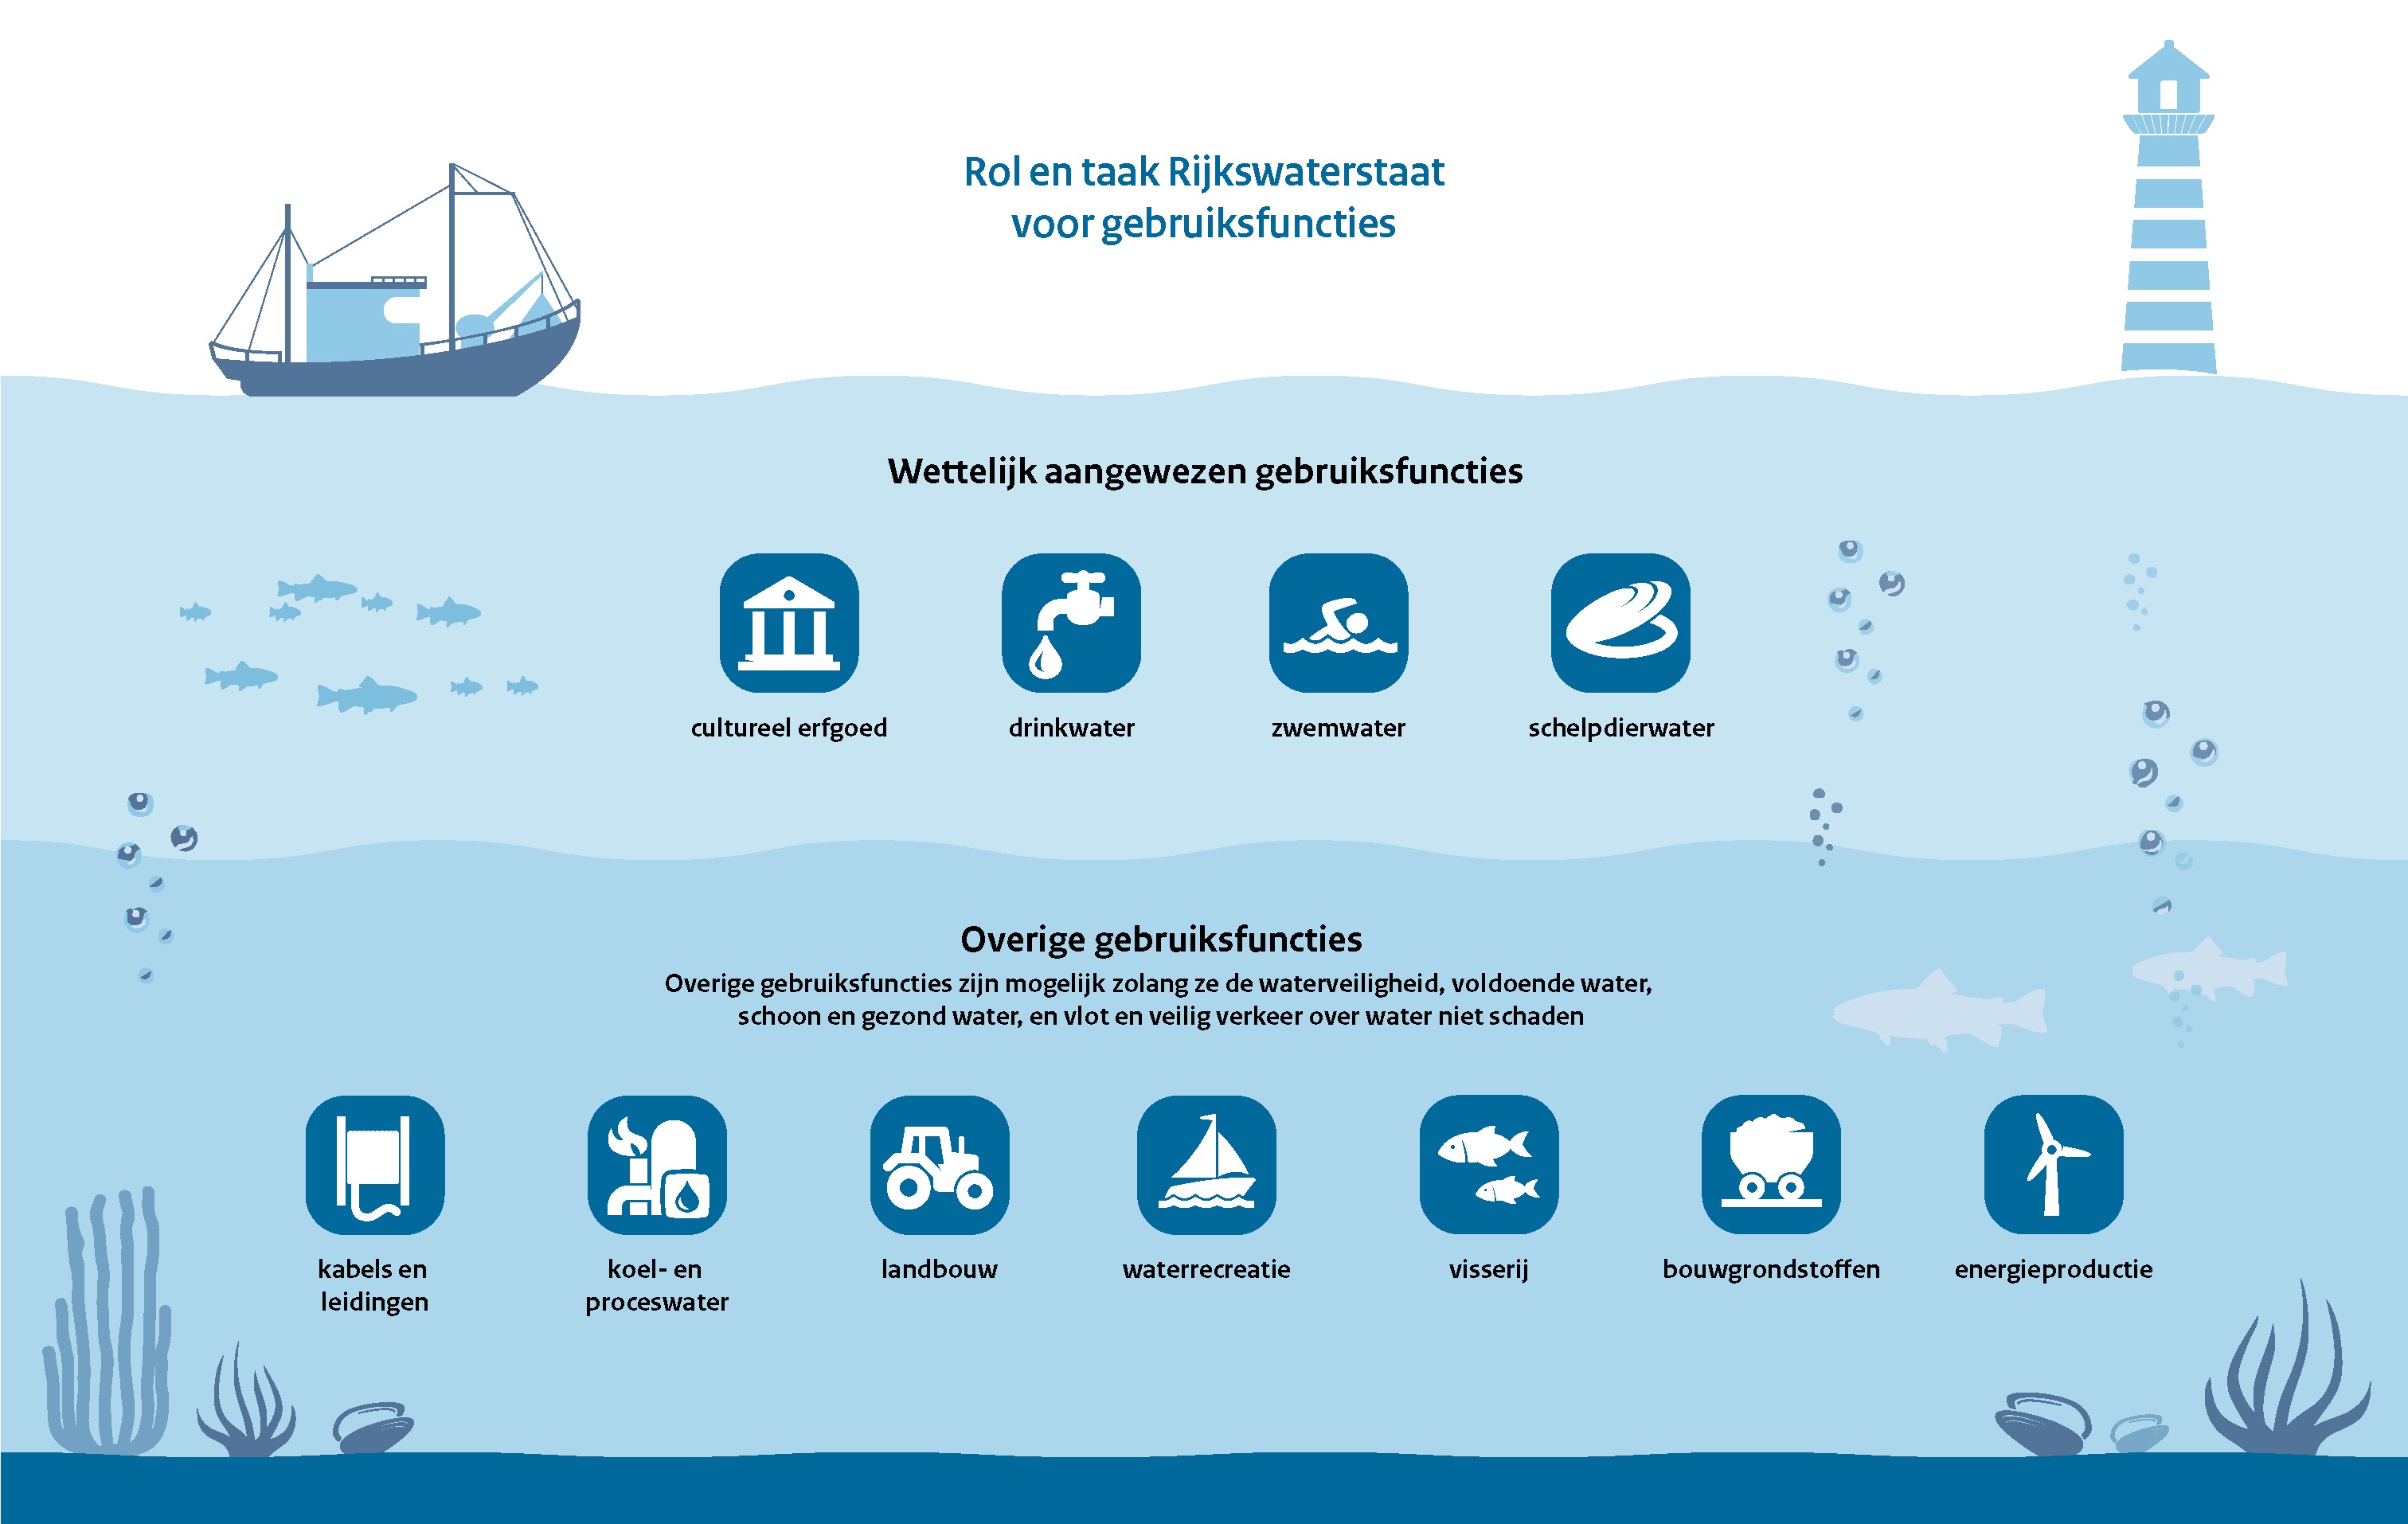 Rol en taak Rijkswaterstaat
voor gebruiksfuncties
Wettelijk aangewezen gebruiksfuncties
cultureel erfgoed
drinkwater
zwemwater
schelpdierwater
Overige gebruiksfuncties
Overige gebruiksfuncties zijn mogelijk zolang ze de waterveiligheid, voldoende water,
schoon en gezond water, en vlot en veilig verkeer over water niet schaden
kabels en
leidingen
koel- en
proceswater
landbouw
waterrecreatie
visserij
bouwgrondstoffen
energieproductie